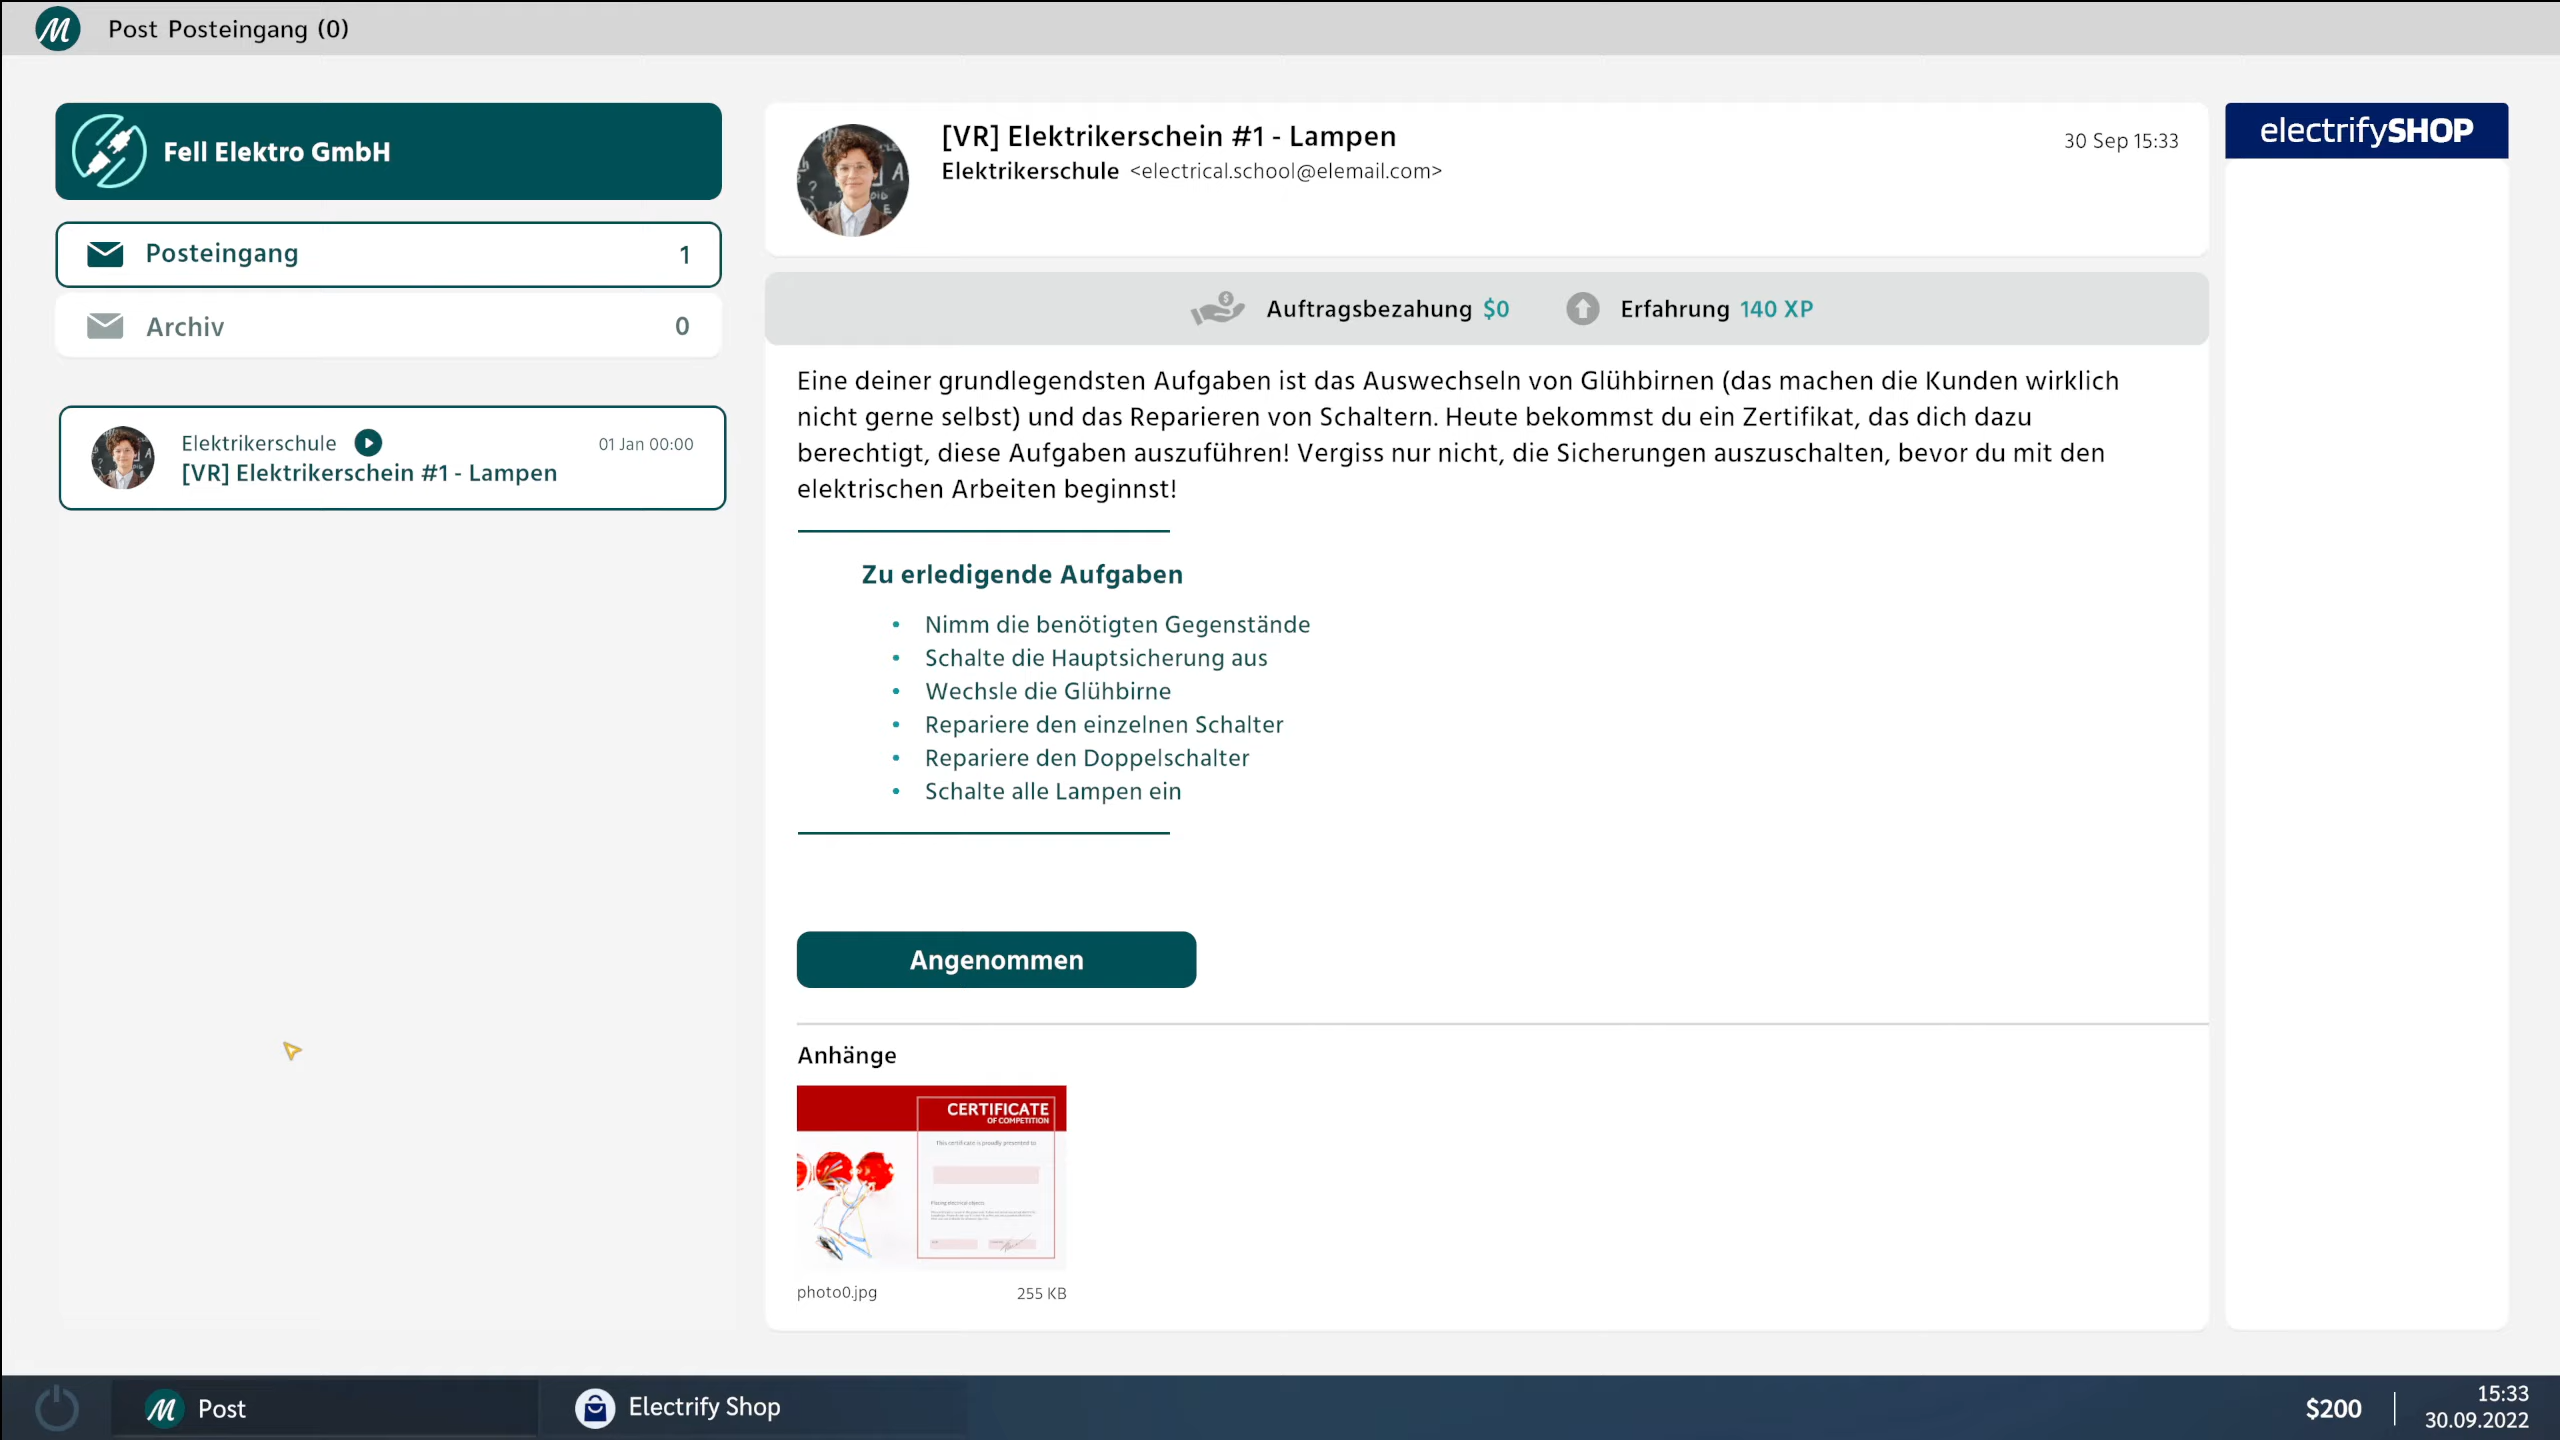 Post Posteingang (0)
Fell Elektro GmbH
Posteingang 1
Archiv 0
Elektrikerschule 01 Jan 00:00
[VR] Elektrikerschein #1 - Lampen
[VR] Elektrikerschein #1 - Lampen 30 Sep 15:33
Elektrikerschule <electrical.school@elemail.com>
Auftragsbezahung $0 Erfahrung 140 XP
Eine deiner grundlegendsten Aufgaben ist das Auswechseln von Glühbirnen (das machen die Kunden wirklich
nicht gerne selbst) und das Reparieren von Schaltern. Heute bekommst du ein Zertifikat, das dich dazu
berechtigt, diese Aufgaben auszuführen! Vergiss nur nicht, die Sicherungen auszuschalten, bevor du mit den
elektrischen Arbeiten beginnst!
Zu erledigende Aufgaben
• Nimm die benötigten Gegenstände
• Schalte die Hauptsicherung aus
• Wechsle die Glühbirne
• Repariere den einzelnen Schalter
• Repariere den Doppelschalter
• Schalte alle Lampen ein
Angenommen
Anhänge
CERTIFICATE
OF COMPETITION
This certificate is proudly presented to
photo0.jpg 255 KB
electrifySHOP
Post
Electrify Shop
$200
15:33
30.09.2022